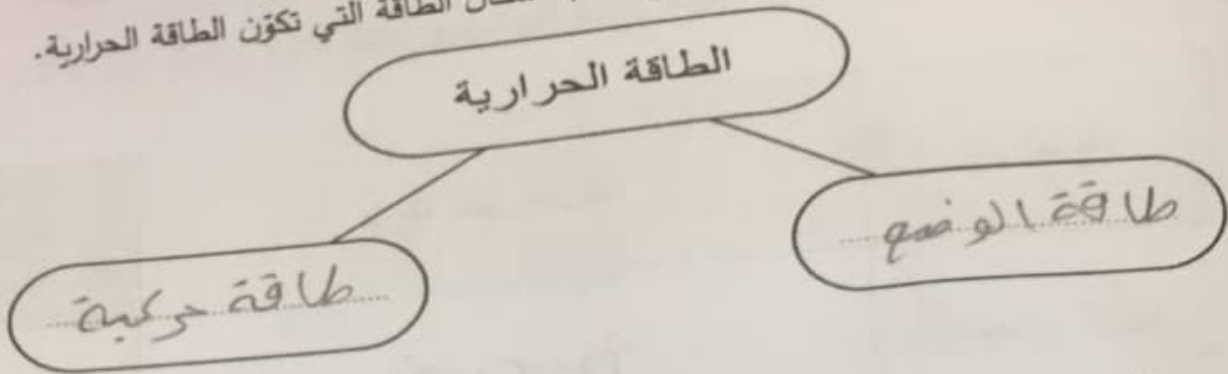 الطاقة التي تكوّن الطاقة الحرارية.
الطاقة الحرارية
طاقة الوضع
طاقة حركية